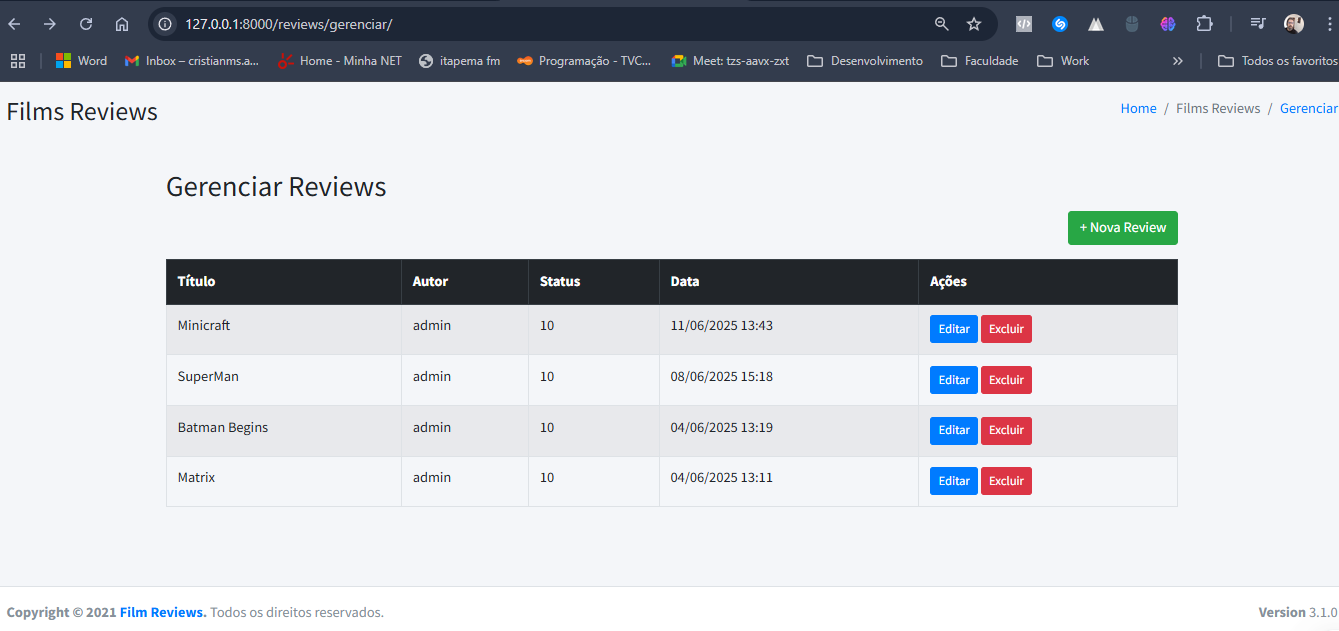 127.0.0.1:8000/reviews/gerenciar/
Word Inbox – cristianms.a... Home - Minha NET itapema fm Programação - TVC... Meet: tzs-aavx-zxt Desenvolvimento Faculdade Work » Todos os favoritos
Films Reviews Home / Films Reviews / Gerenciar
Gerenciar Reviews
+ Nova Review
Título Autor Status Data Ações
Minicraft admin 10 11/06/2025 13:43 Editar Excluir
SuperMan admin 10 08/06/2025 15:18 Editar Excluir
Batman Begins admin 10 04/06/2025 13:19 Editar Excluir
Matrix admin 10 04/06/2025 13:11 Editar Excluir
Copyright © 2021 Film Reviews. Todos os direitos reservados. Version 3.1.0